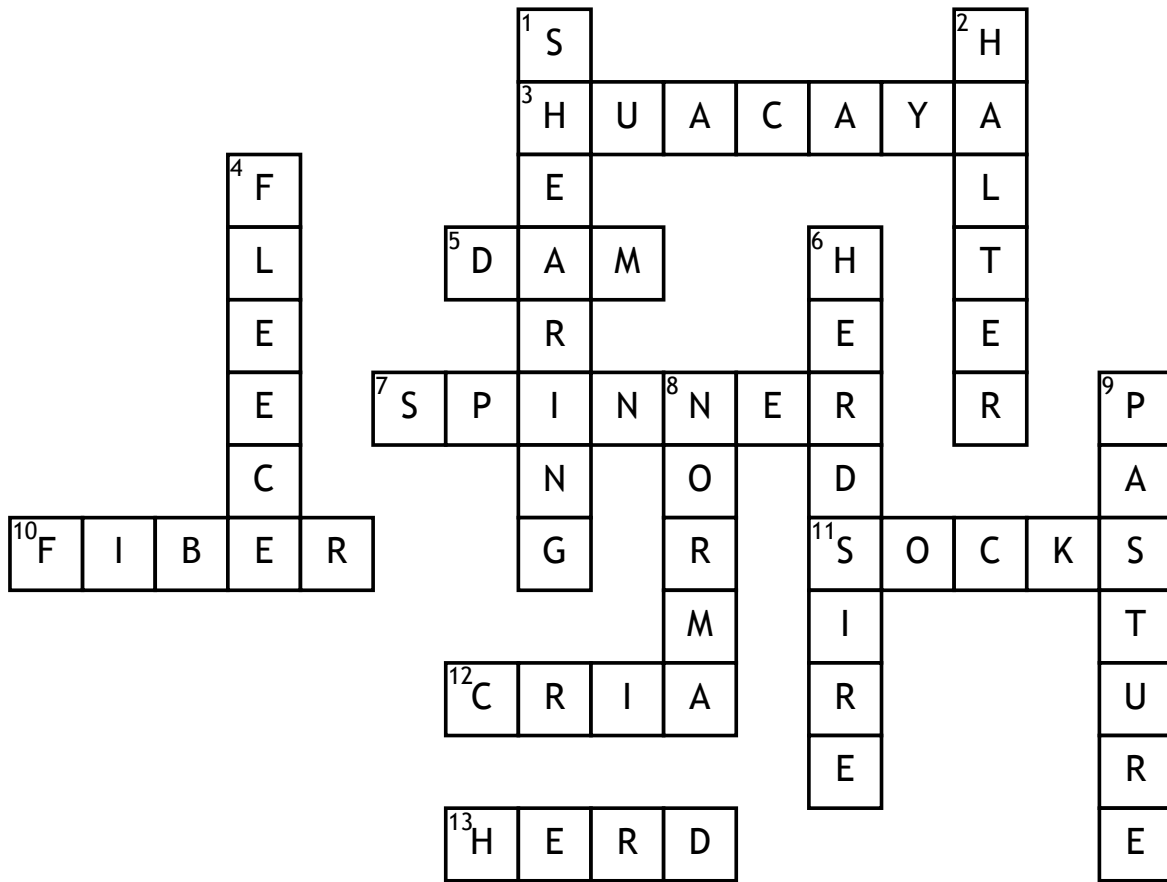 1 S 2 H
3 H U A C A Y A
4 F E L
L 5 D A M 6 H T
E R E E
E 7 S P I N 8 N E R R 9 P
C N O D A
10 F I B E R G R 11 S O C K S
M I T
12 C R I A R U
E R
13 H E R D E